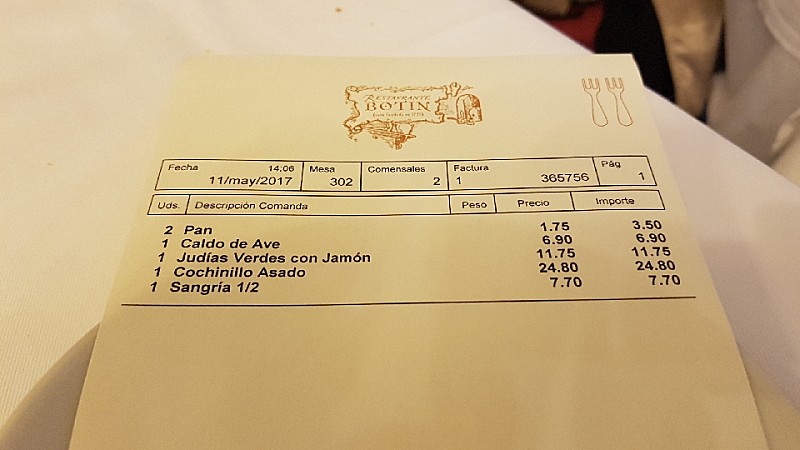 RESTAURANTE
BOTIN
Fecha 14:06 Mesa Comensales Factura Pág
11/may/2017 302 2 1 365756 1
Uds. Descripción Comanda Peso Precio Importe
2 Pan 1.75 3.50
1 Caldo de Ave 6.90 6.90
1 Judías Verdes con Jamón 11.75 11.75
1 Cochinillo Asado 24.80 24.80
1 Sangría 1/2 7.70 7.70